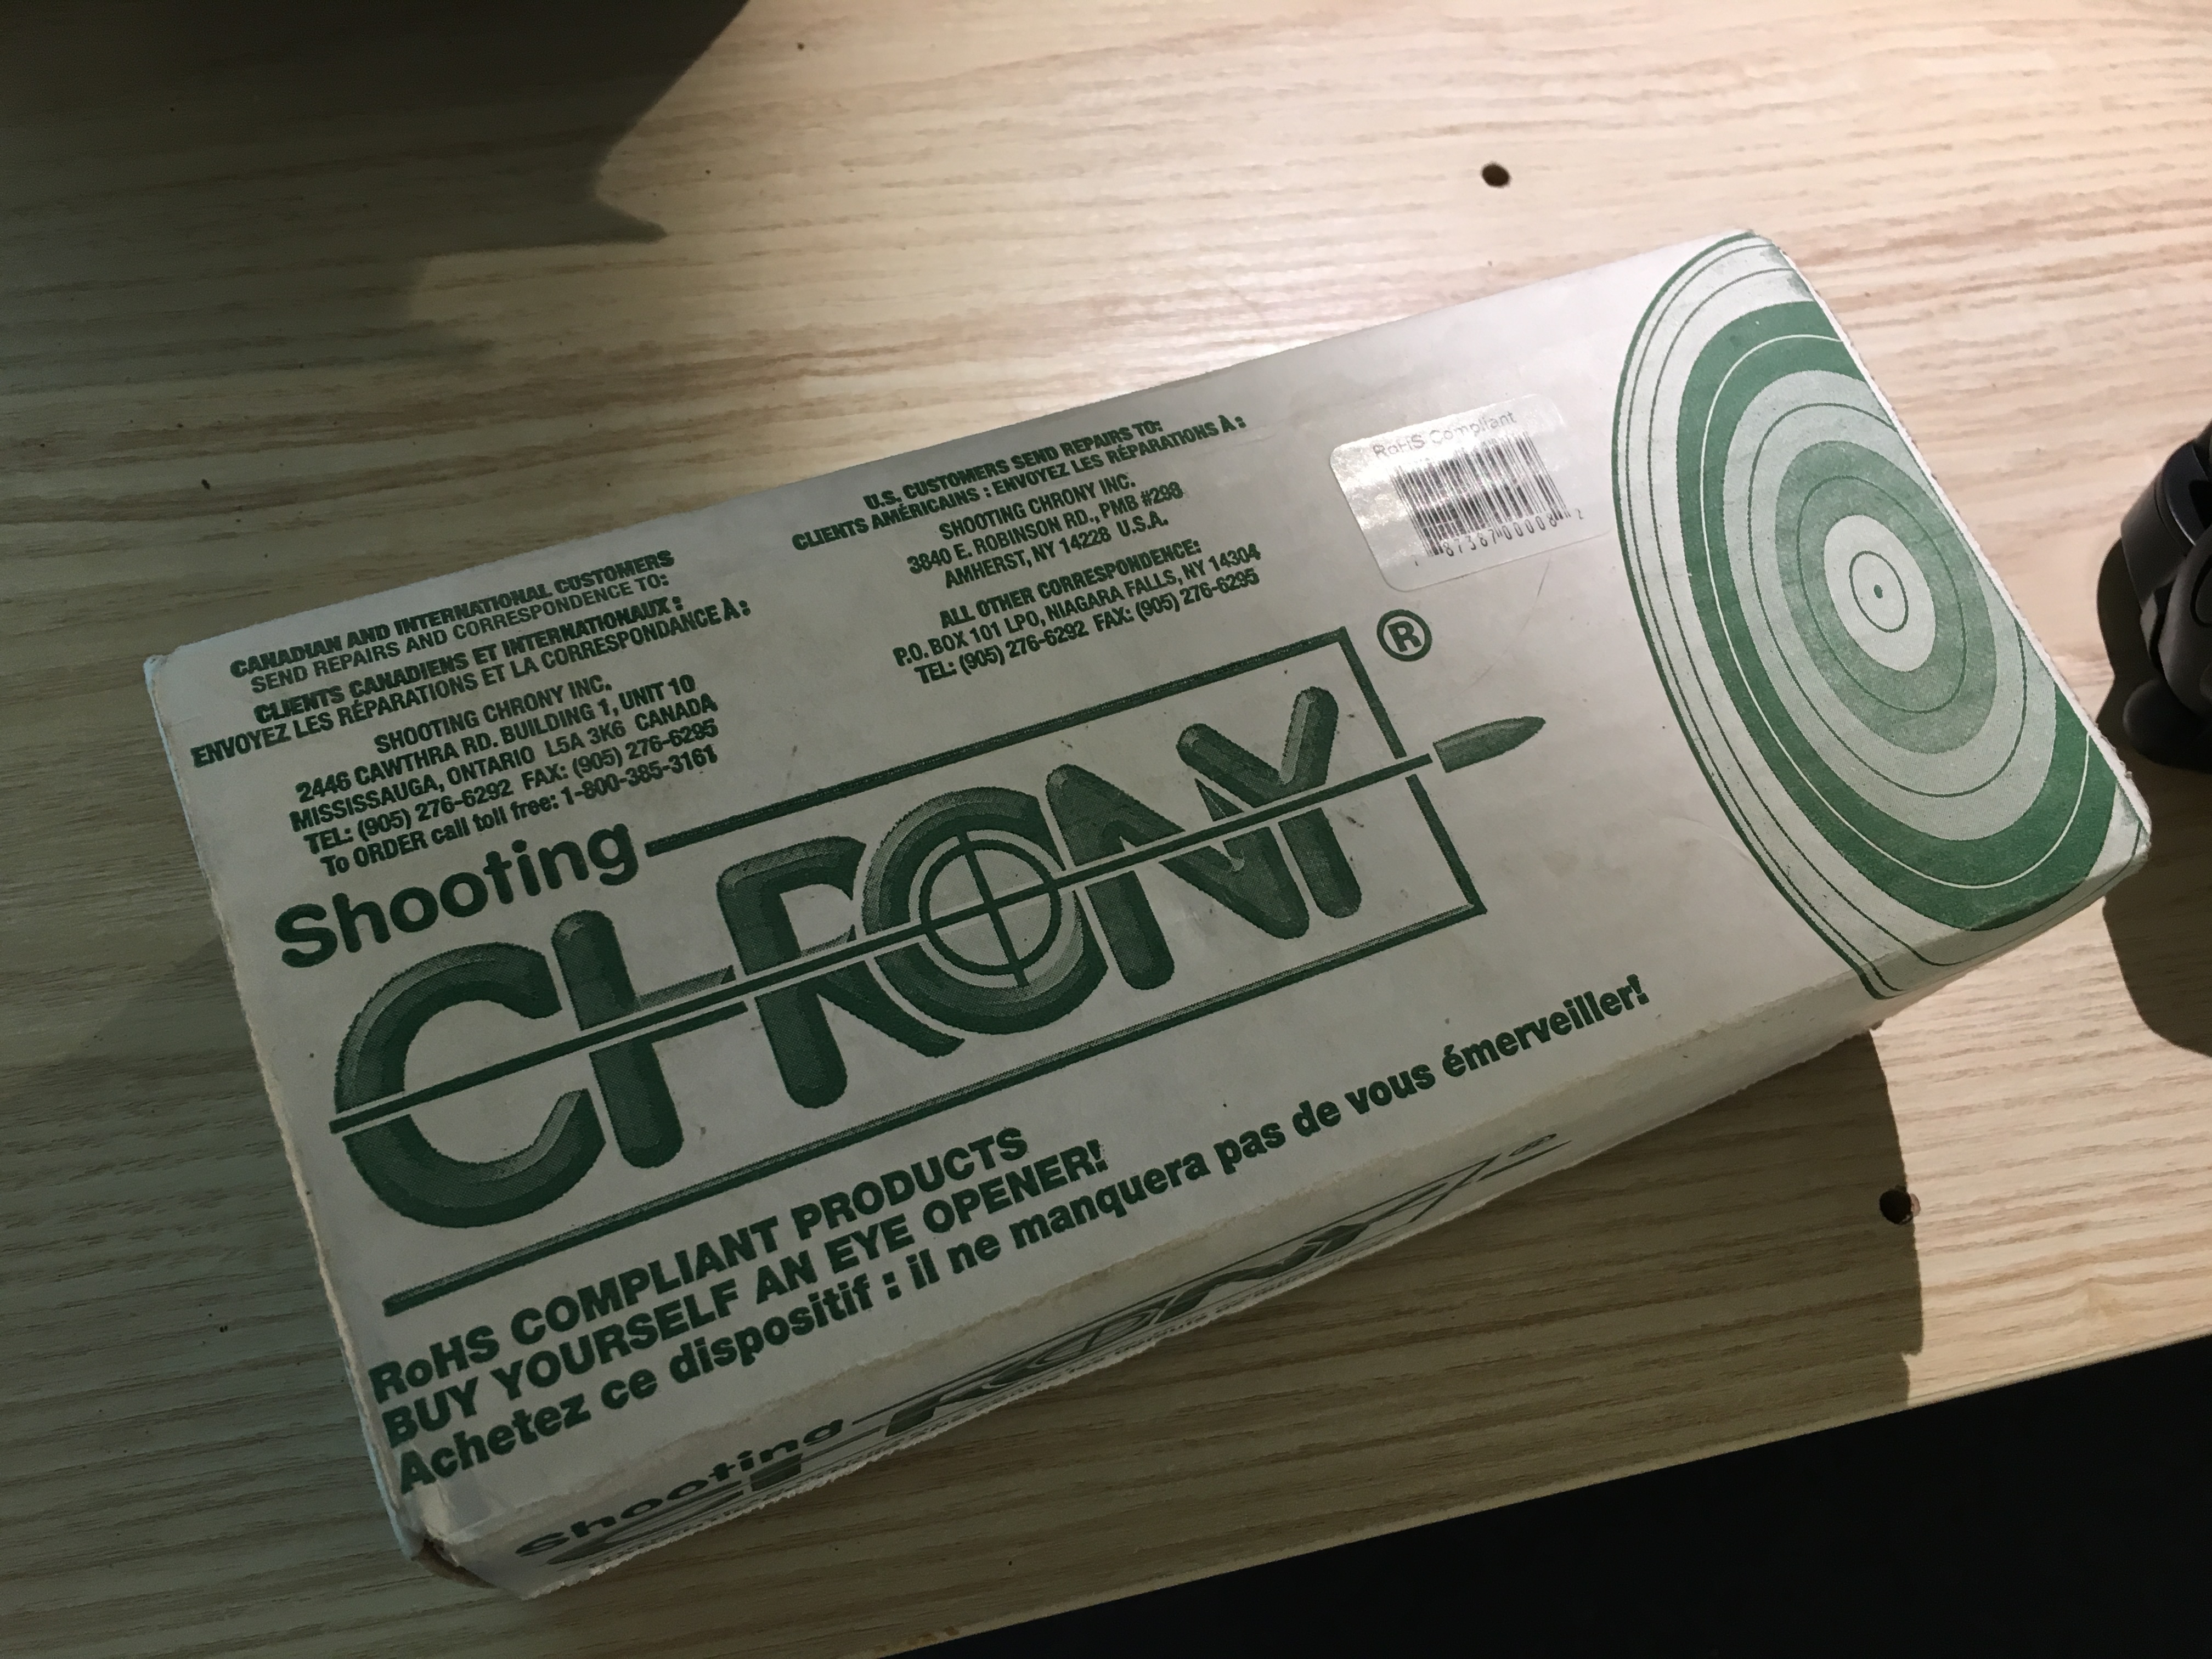 CANADIAN AND INTERNATIONAL CUSTOMERS
SEND REPAIRS AND CORRESPONDENCE TO:
CLIENTS CANADIENS ET INTERNATIONAUX :
ENVOYEZ LES RÉPARATIONS ET LA CORRESPONDANCE À :
SHOOTING CHRONY INC.
2446 CAWTHRA RD. BUILDING 1, UNIT 10
MISSISSAUGA, ONTARIO L5A 3K6 CANADA
TEL: (905) 276-6292 FAX: (905) 276-6295
To ORDER call toll free: 1-800-385-3161
U.S. CUSTOMERS SEND REPAIRS TO:
CLIENTS AMÉRICAINS : ENVOYEZ LES RÉPARATIONS À :
SHOOTING CHRONY INC.
3840 E. ROBINSON RD., PMB #298
AMHERST, NY 14228 U.S.A.
ALL OTHER CORRESPONDENCE:
P.O. BOX 101 LPO, NIAGARA FALLS, NY 14304
TEL: (905) 276-6292 FAX: (905) 276-6295
RoHS Compliant
Shooting
CHRONY ®
RoHS COMPLIANT PRODUCTS
BUY YOURSELF AN EYE OPENER!
Achetez ce dispositif : il ne manquera pas de vous émerveiller!
Shooting
CHRONY